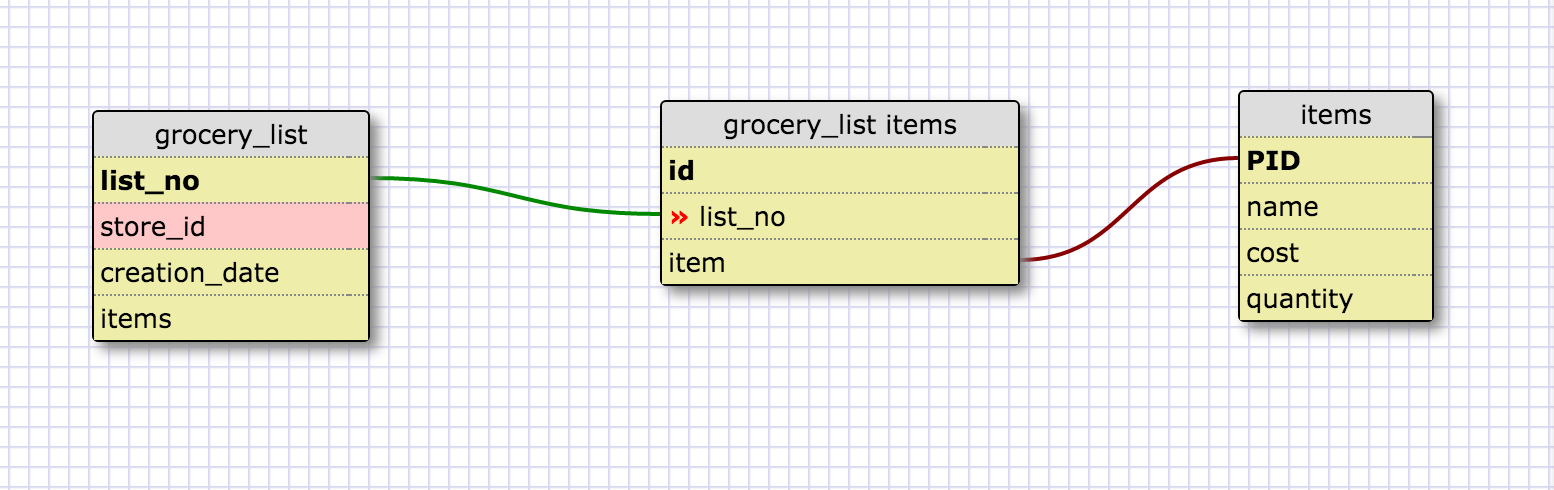 grocery_list
list_no
store_id
creation_date
items
grocery_list items
id
» list_no
item
items
PID
name
cost
quantity